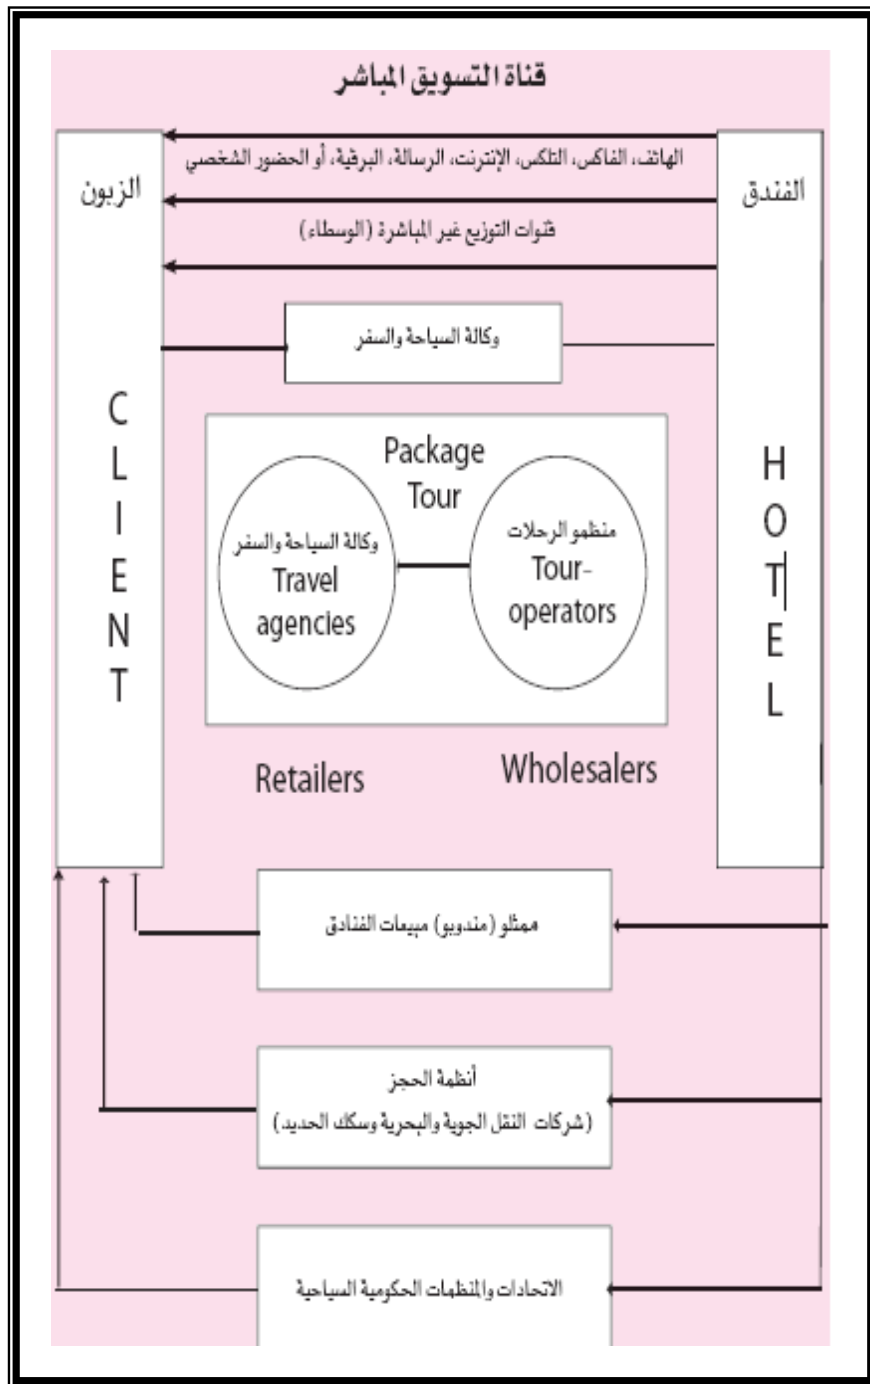 قناة التسويق المباشر
الهاتف، الفاكس، التلكس، الإنترنت، الرسالة، البرقية، أو الحضور الشخصي
الفندق
الزبون
قنوات التوزيع غير المباشرة (الوسطاء)
وكالة السياحة والسفر
HOTEL
CLIENT
Package
Tour
منظمو الرحلات
Tour-
operators
وكالة السياحة والسفر
Travel
agencies
Wholesalers
Retailers
ممثلو (مندوبو) مبيعات الفنادق
أنظمة الحجز
(شركات النقل الجوية والبحرية وسكك الحديد)
الاتحادات والمنظمات الحكومية السياحية